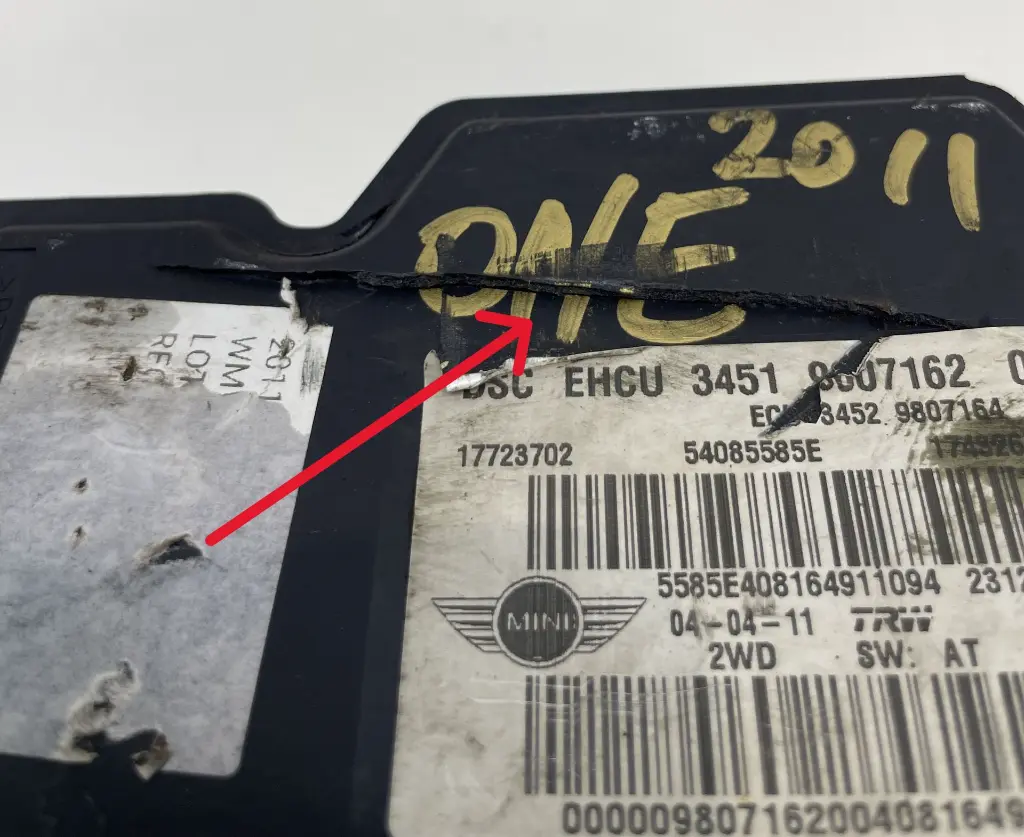 2011
ONE
2011
WM
LOT
DSC EHCU 3451 9807162
3452 9807164
17723702 54085585E
5585E408164911094 2312
MINI
04-04-11 TRW
2WD SW: AT
000009807162004081649